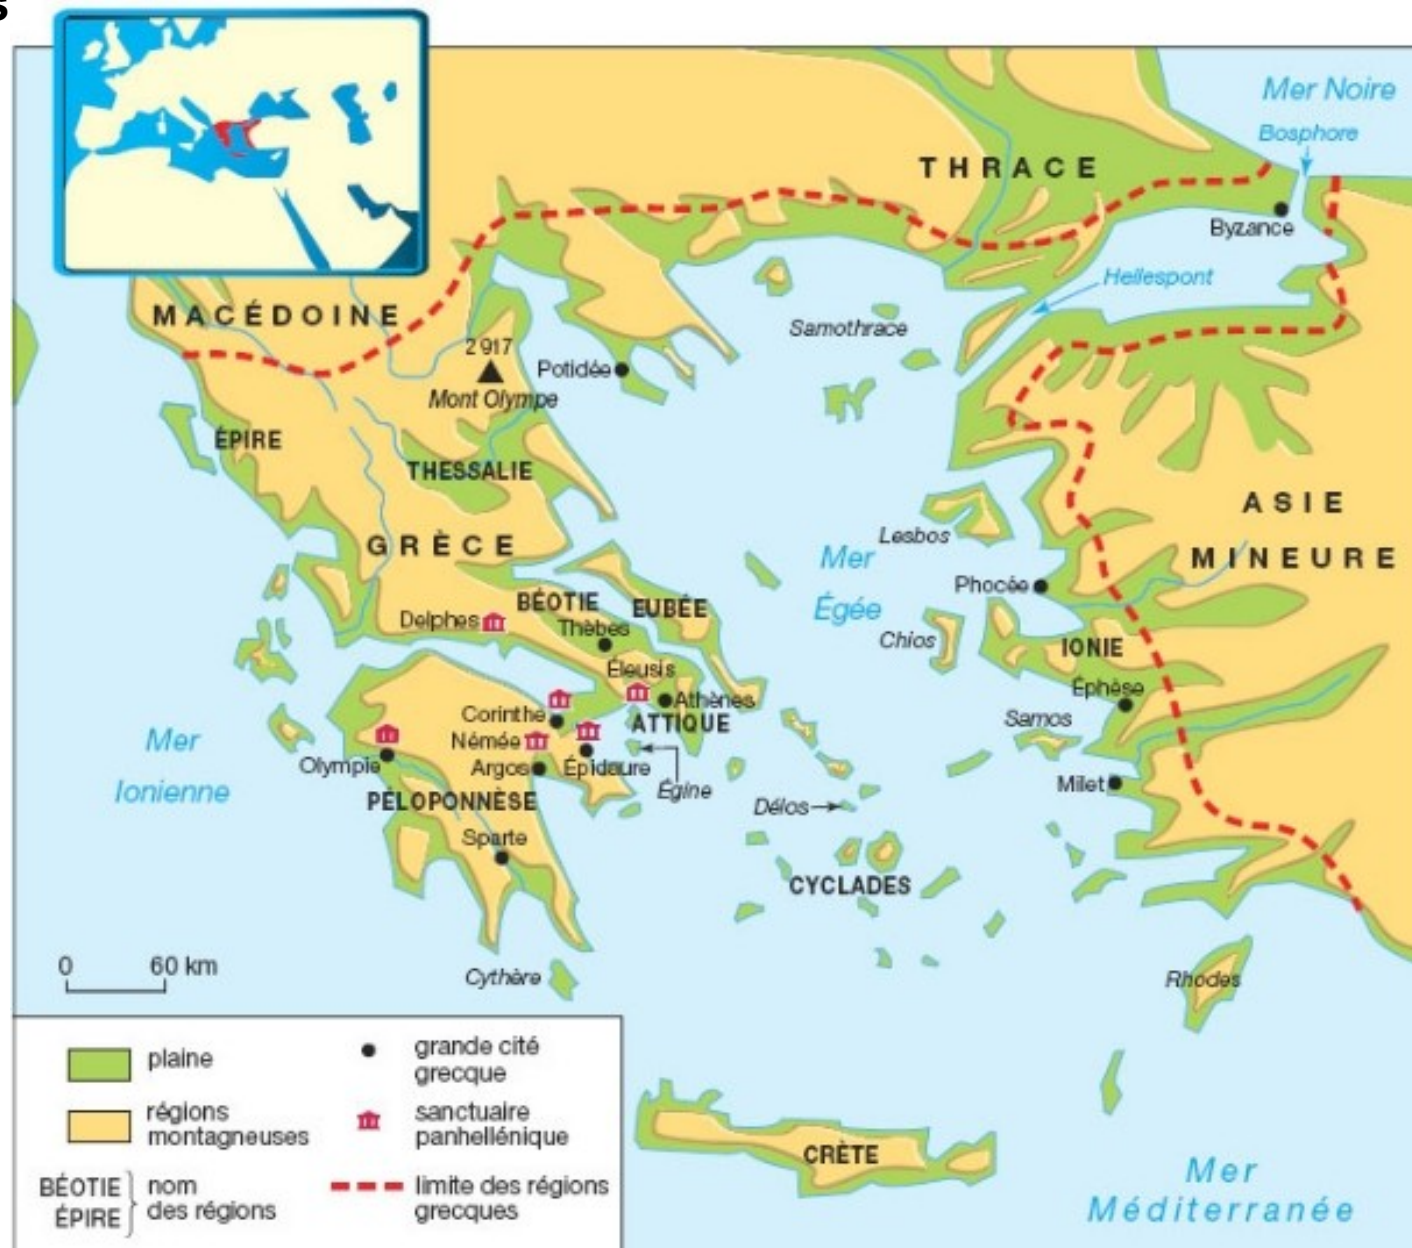 s
Mer Noire
Bosphore
THRACE
Byzance
Hellespont
MACÉDOINE
Samothrace
2 917
Potidée
Mont Olympe
ÉPIRE
THESSALIE
ASIE
MINEURE
Lesbos
GRÈCE
Mer
Égée
Phocée
BÉOTIE
EUBÉE
Delphes
Thèbes
Chios
IONIE
Éleusis
Éphèse
Athènes
Corinthe
ATTIQUE
Samos
Mer
Ionienne
Némée
Olympie
Argos
Épidaure
Égine
Milet
PÉLOPONNÈSE
Délos
Sparte
CYCLADES
0 60 km
Cythère
Rhodes
plaine
régions
montagneuses
BÉOTIE
ÉPIRE
nom
des régions
grande cité
grecque
sanctuaire
panhellénique
limite des régions
grecques
CRÈTE
Mer
Méditerranée